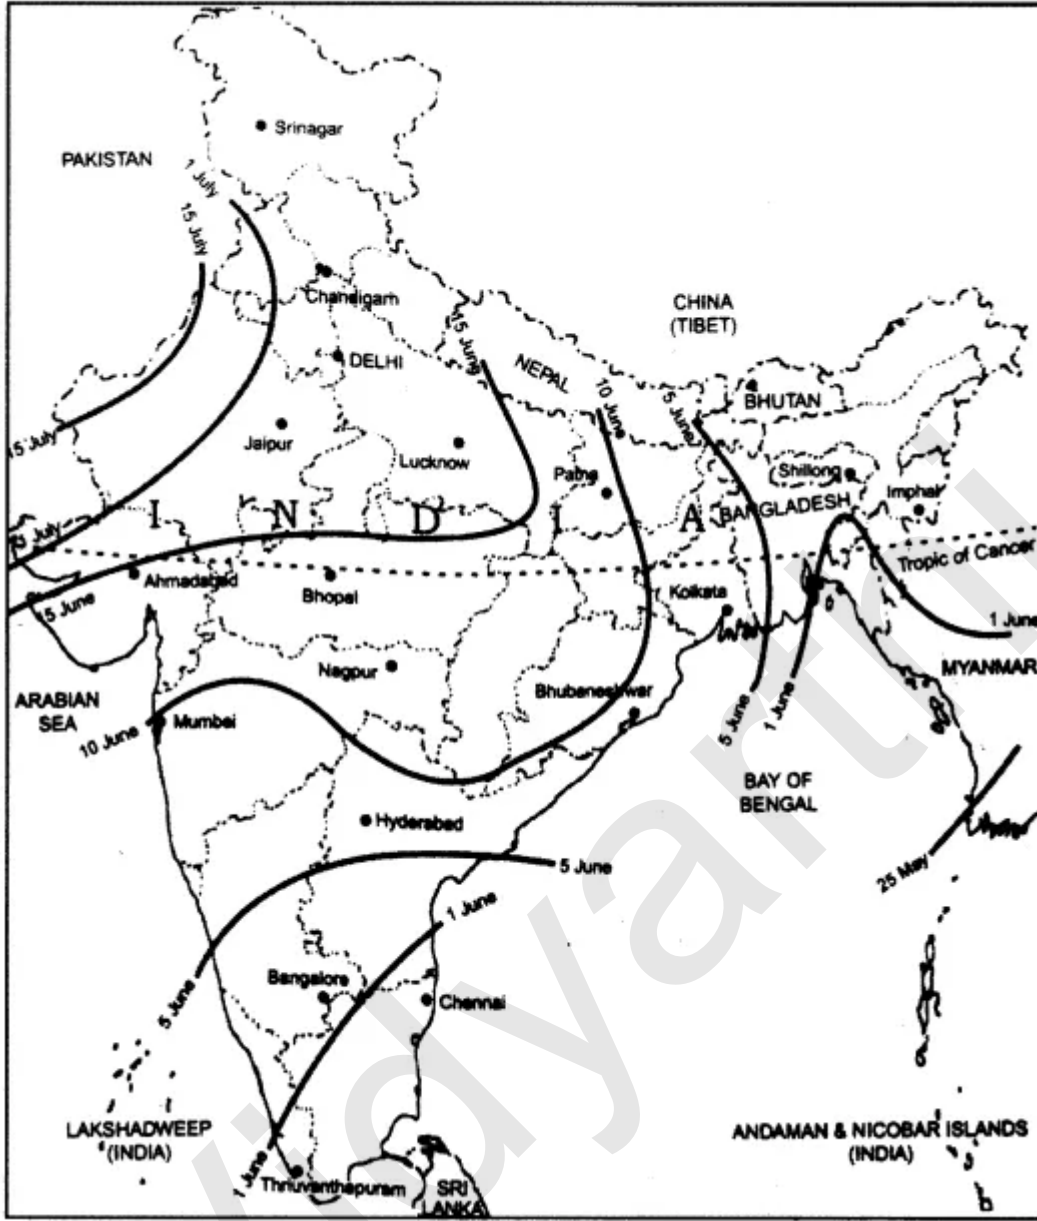 Srinagar
PAKISTAN
1 July
15 July
Chandigarh
CHINA
(TIBET)
15 June
DELHI
NEPAL
10 June
5 June
BHUTAN
15 July
Jaipur
Lucknow
Patna
Shillong
BANGLADESH
Imphal
I N D I A
July
Tropic of Cancer
Ahmadabad
Bhopal
Kolkata
15 June
1 June
Nagpur
MYANMAR
ARABIAN
SEA
Bhubaneshwar
10 June
Mumbai
5 June
1 June
BAY OF
BENGAL
Hyderabad
5 June
25 May
1 June
Bangalore
Chennai
5 June
LAKSHADWEEP
(INDIA)
ANDAMAN & NICOBAR ISLANDS
(INDIA)
1 June
Thiruvanthapuram
SRI
LANKA
Vidyarthi